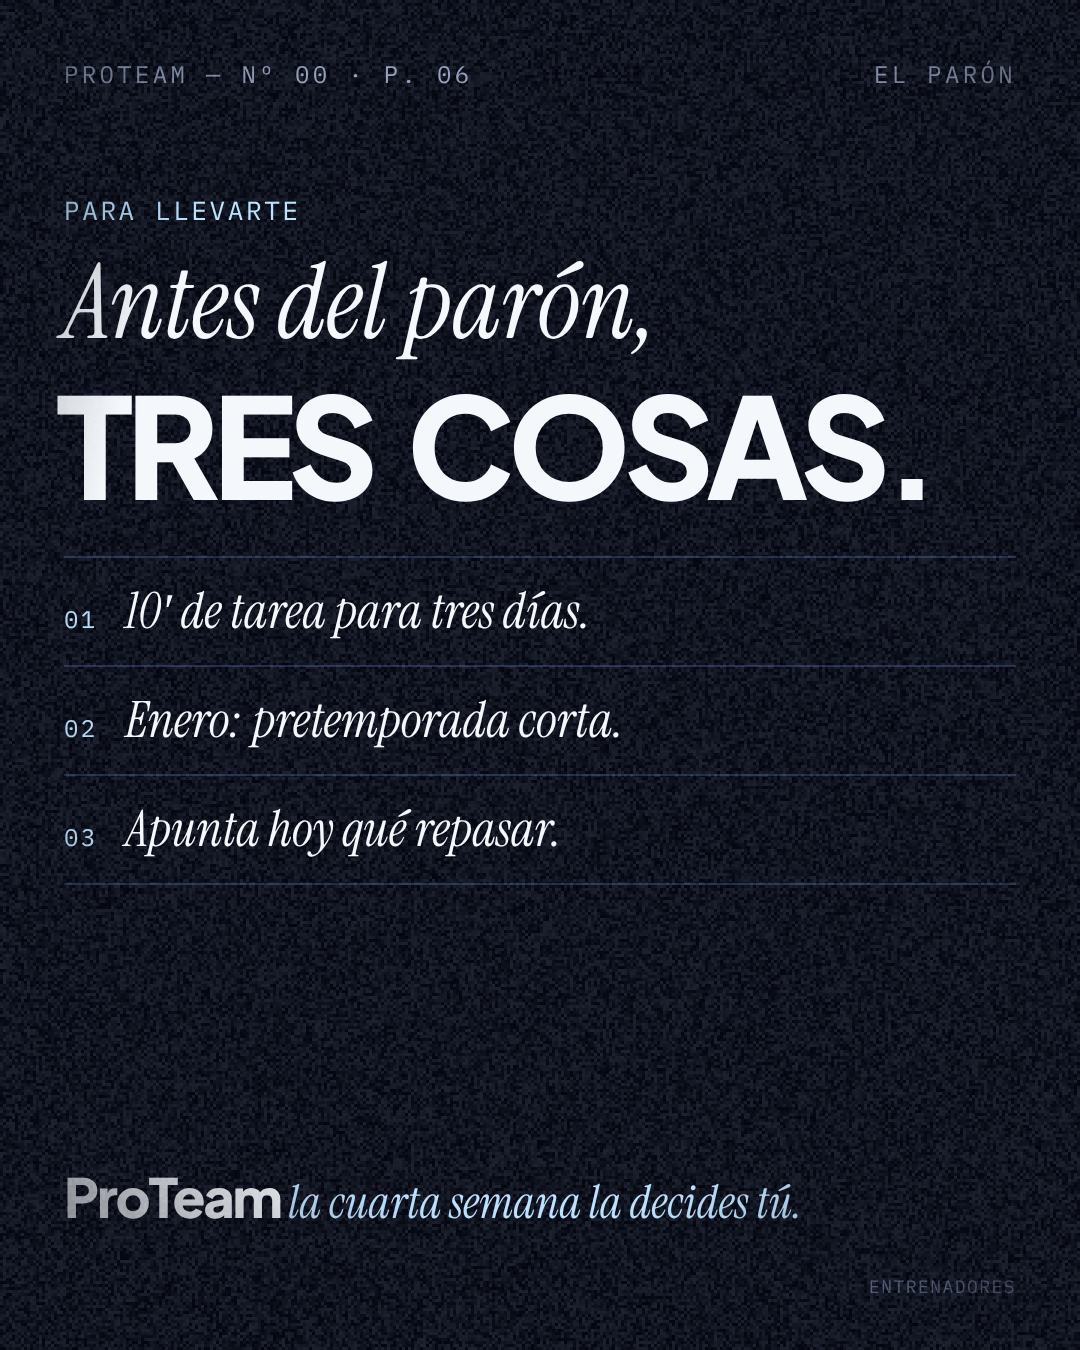 PROTEAM — Nº 00 · P. 06
EL PARÓN
PARA LLEVARTE
Antes del parón,
TRES COSAS.
01 10' de tarea para tres días.
02 Enero: pretemporada corta.
03 Apunta hoy qué repasar.
ProTeam la cuarta semana la decides tú.
ENTRENADORES